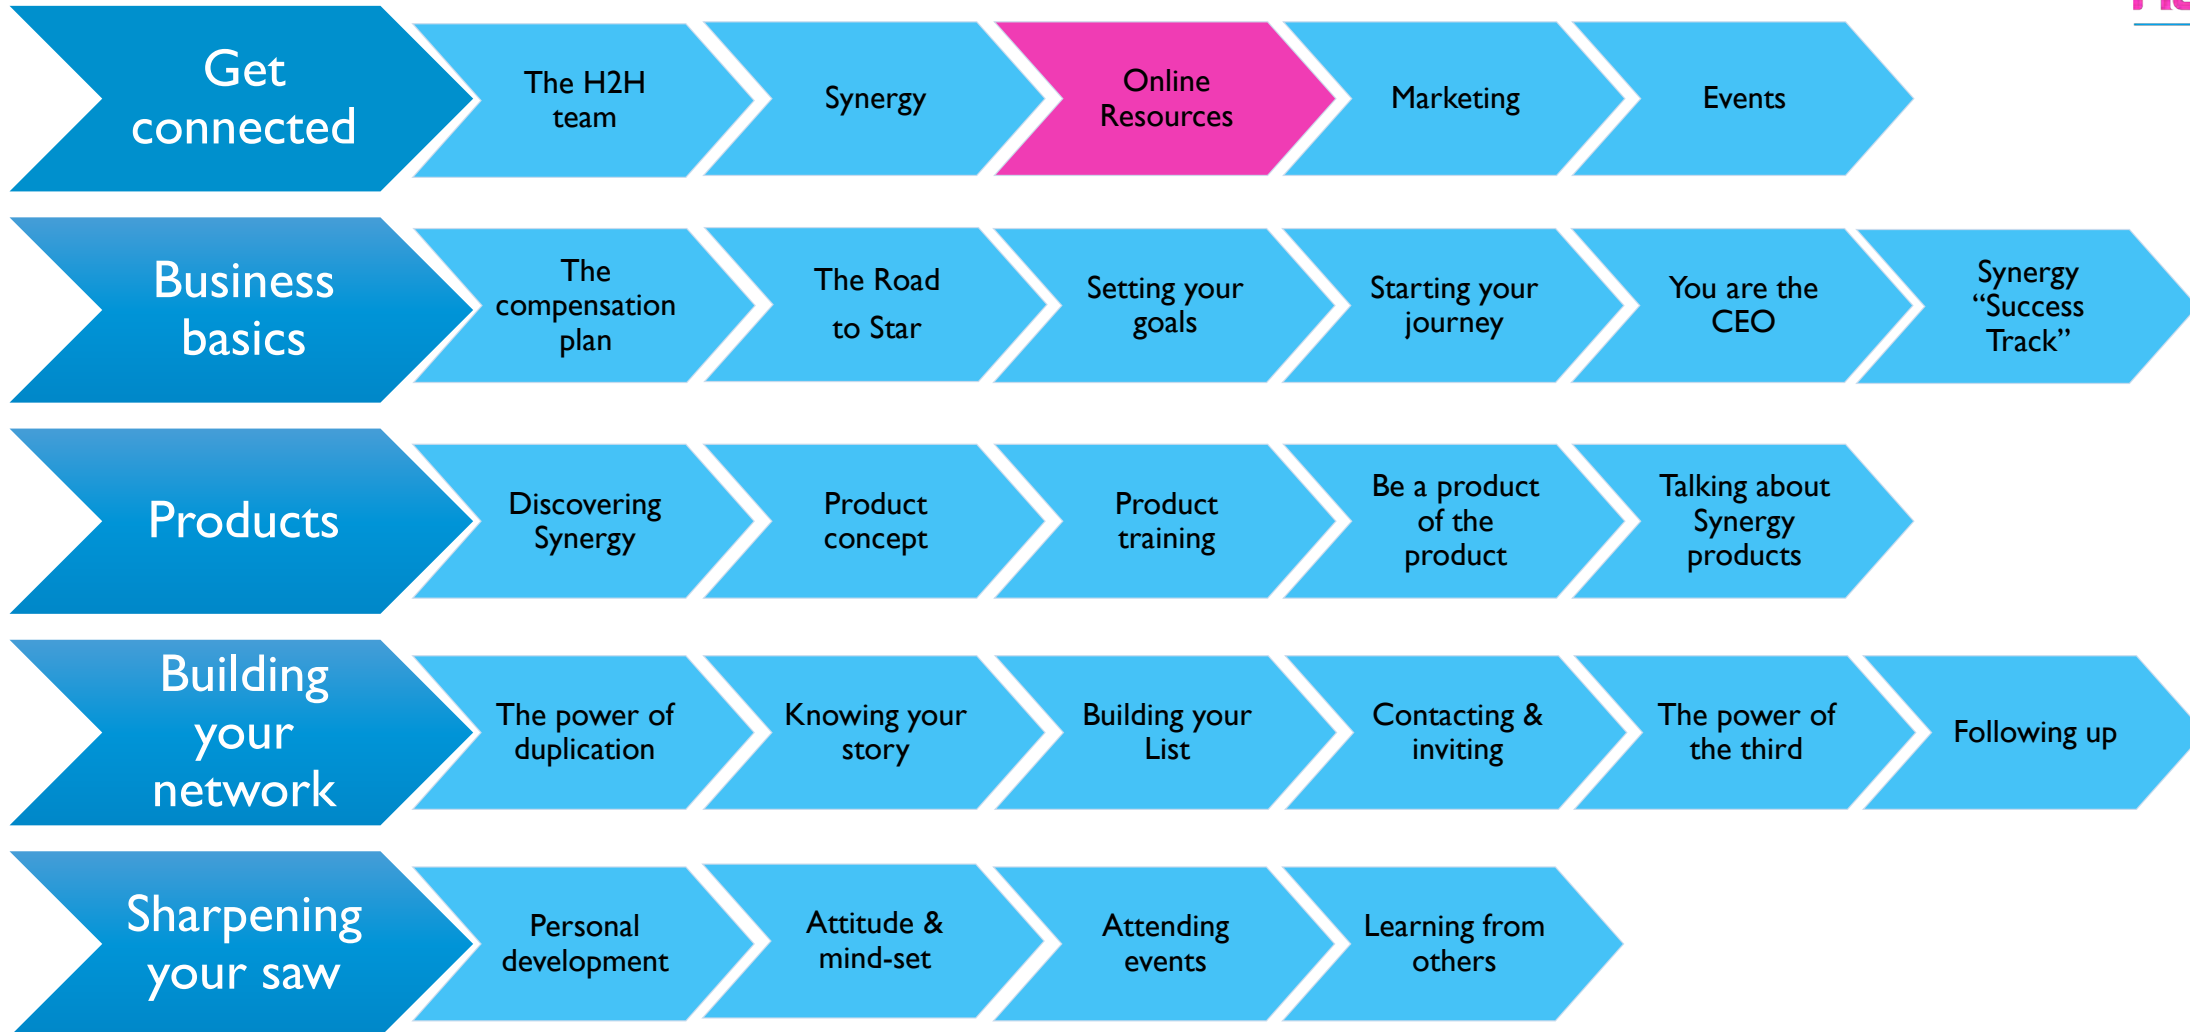 Get
connected
The H2H
team
Synergy
Online
Resources
Marketing
Events
Business
basics
The
compensation
plan
The Road
to Star
Setting your
goals
Starting your
journey
You are the
CEO
Synergy
“Success
Track”
Products
Discovering
Synergy
Product
concept
Product
training
Be a product
of the
product
Talking about
Synergy
products
Building
your
network
The power of
duplication
Knowing your
story
Building your
List
Contacting &
inviting
The power of
the third
Following up
Sharpening
your saw
Personal
development
Attitude &
mind-set
Attending
events
Learning from
others